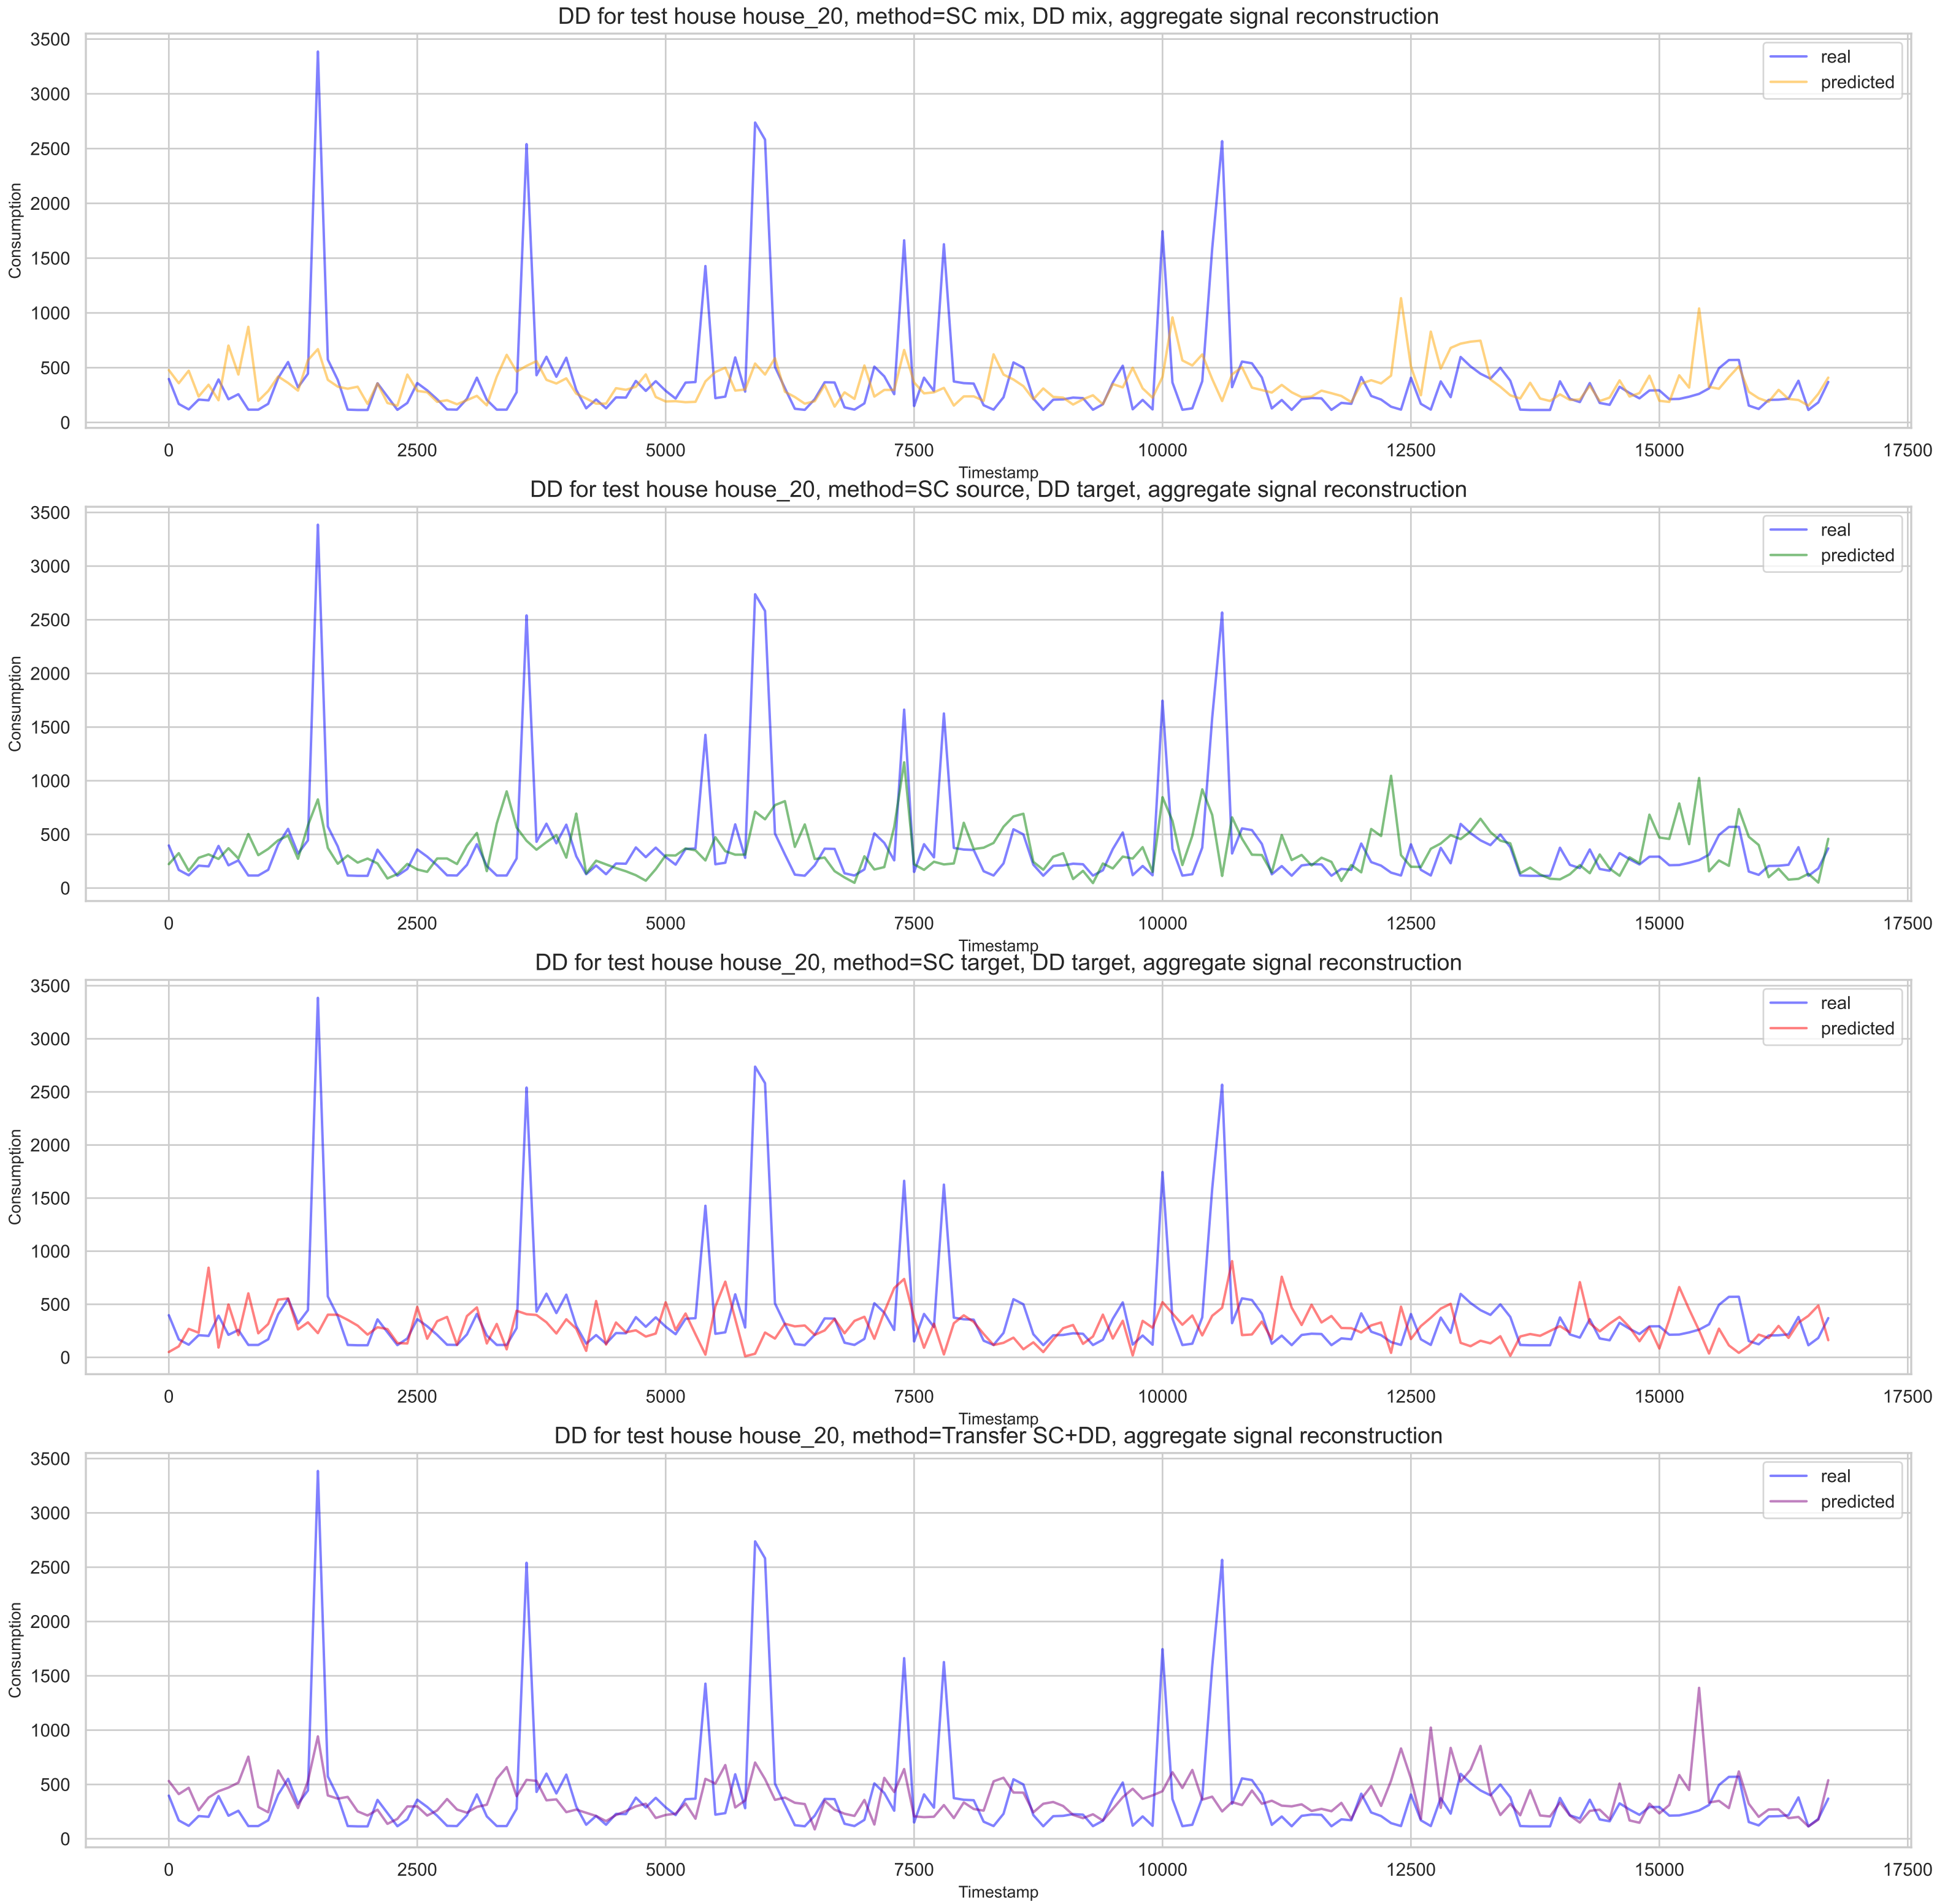 DD for test house house_20, method=SC mix, DD mix, aggregate signal reconstruction
3500
3000
2500
2000
1500
1000
500
0
Consumption
real
predicted
0 2500 5000 7500 10000 12500 15000 17500
Timestamp
DD for test house house_20, method=SC source, DD target, aggregate signal reconstruction
3500
3000
2500
2000
1500
1000
500
0
Consumption
real
predicted
0 2500 5000 7500 10000 12500 15000 17500
Timestamp
DD for test house house_20, method=SC target, DD target, aggregate signal reconstruction
3500
3000
2500
2000
1500
1000
500
0
Consumption
real
predicted
0 2500 5000 7500 10000 12500 15000 17500
Timestamp
DD for test house house_20, method=Transfer SC+DD, aggregate signal reconstruction
3500
3000
2500
2000
1500
1000
500
0
Consumption
real
predicted
0 2500 5000 7500 10000 12500 15000 17500
Timestamp